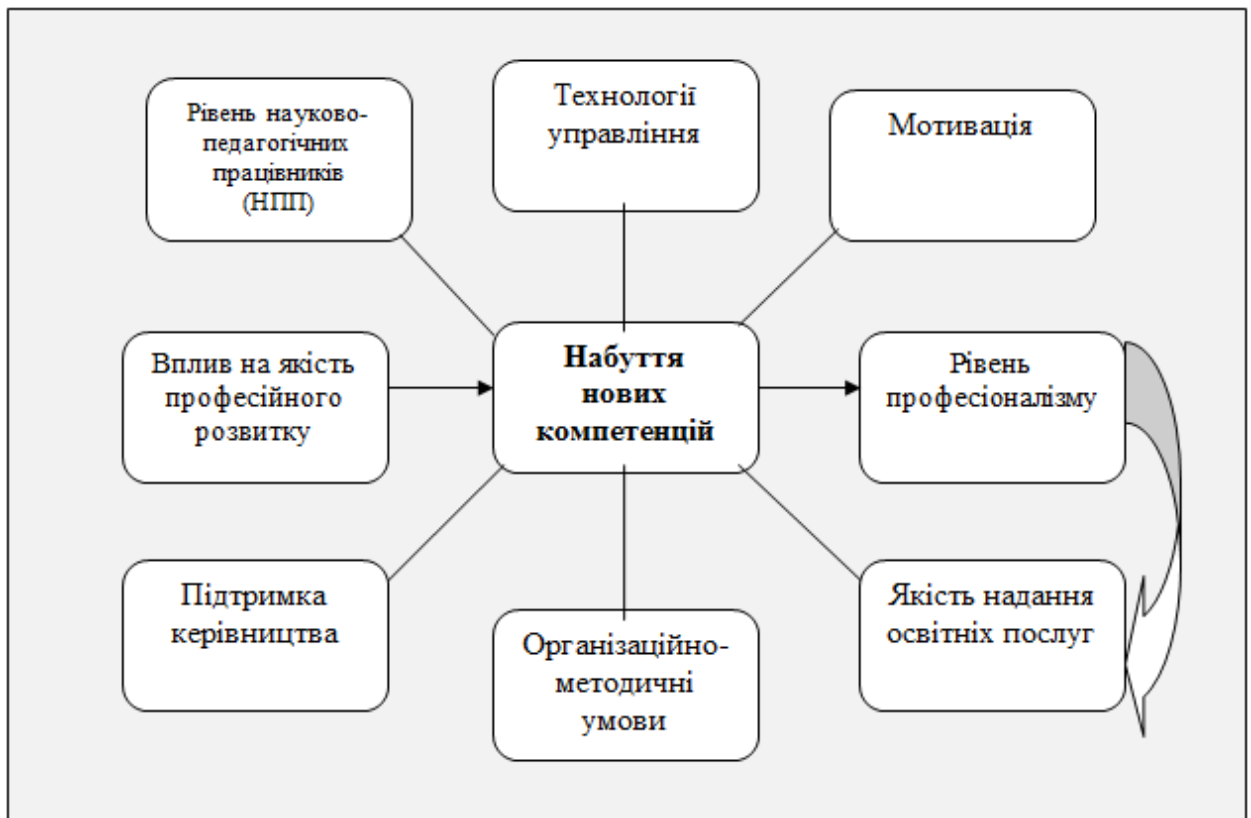 Рівень науково-
педагогічних
працівників
(НПП)
Технології
управління
Мотивація
Вплив на якість
професійного
розвитку
Набуття
нових
компетенцій
Рівень
професіоналізму
Підтримка
керівництва
Організаційно-
методичні
умови
Якість надання
освітніх послуг